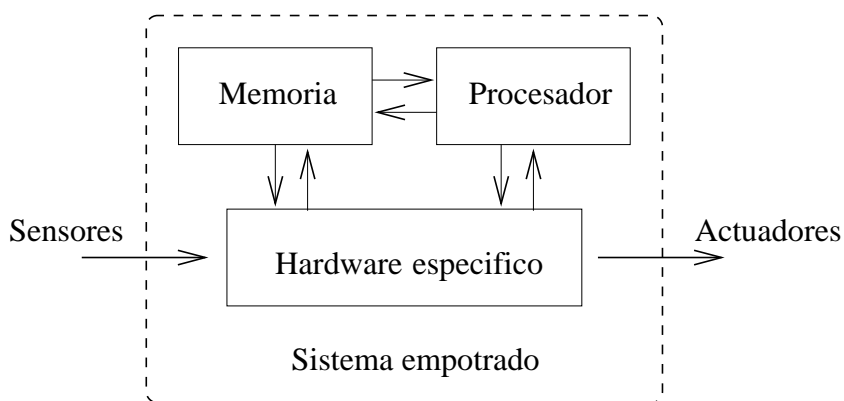 Memoria
Procesador
Sensores
Actuadores
Hardware especifico
Sistema empotrado